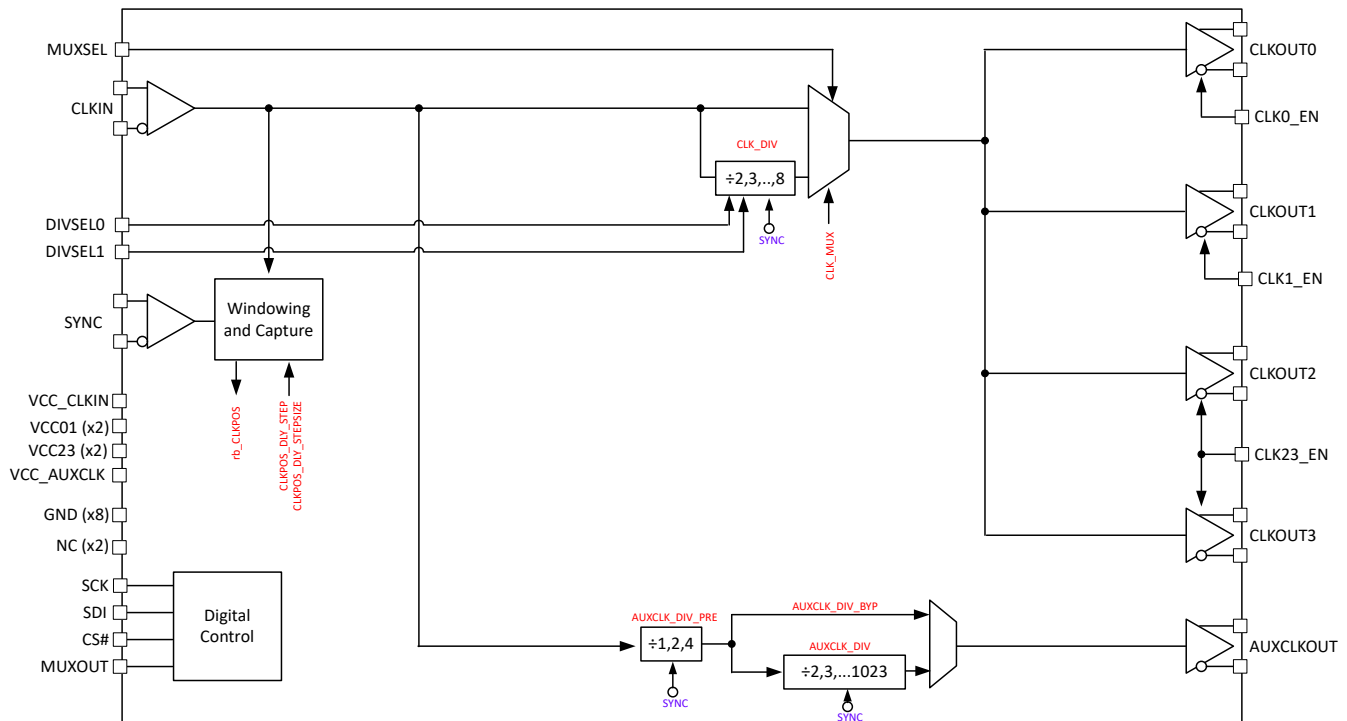 MUXSEL
CLKIN
DIVSEL0
DIVSEL1
SYNC
VCC_CLKIN
VCC01 (x2)
VCC23 (x2)
VCC_AUXCLK
GND (x8)
NC (x2)
SCK
SDI
CS#
MUXOUT
Windowing
and Capture
rb_CLKPOS
CLKPOS_DLY_STEP
CLKPOS_DLY_STEPSIZE
Digital
Control
CLK_DIV
÷2,3,..,8
SYNC
CLK_MUX
AUXCLK_DIV_PRE
÷1,2,4
SYNC
AUXCLK_DIV_BYP
AUXCLK_DIV
÷2,3,...1023
SYNC
CLKOUT0
CLK0_EN
CLKOUT1
CLK1_EN
CLKOUT2
CLK23_EN
CLKOUT3
AUXCLKOUT